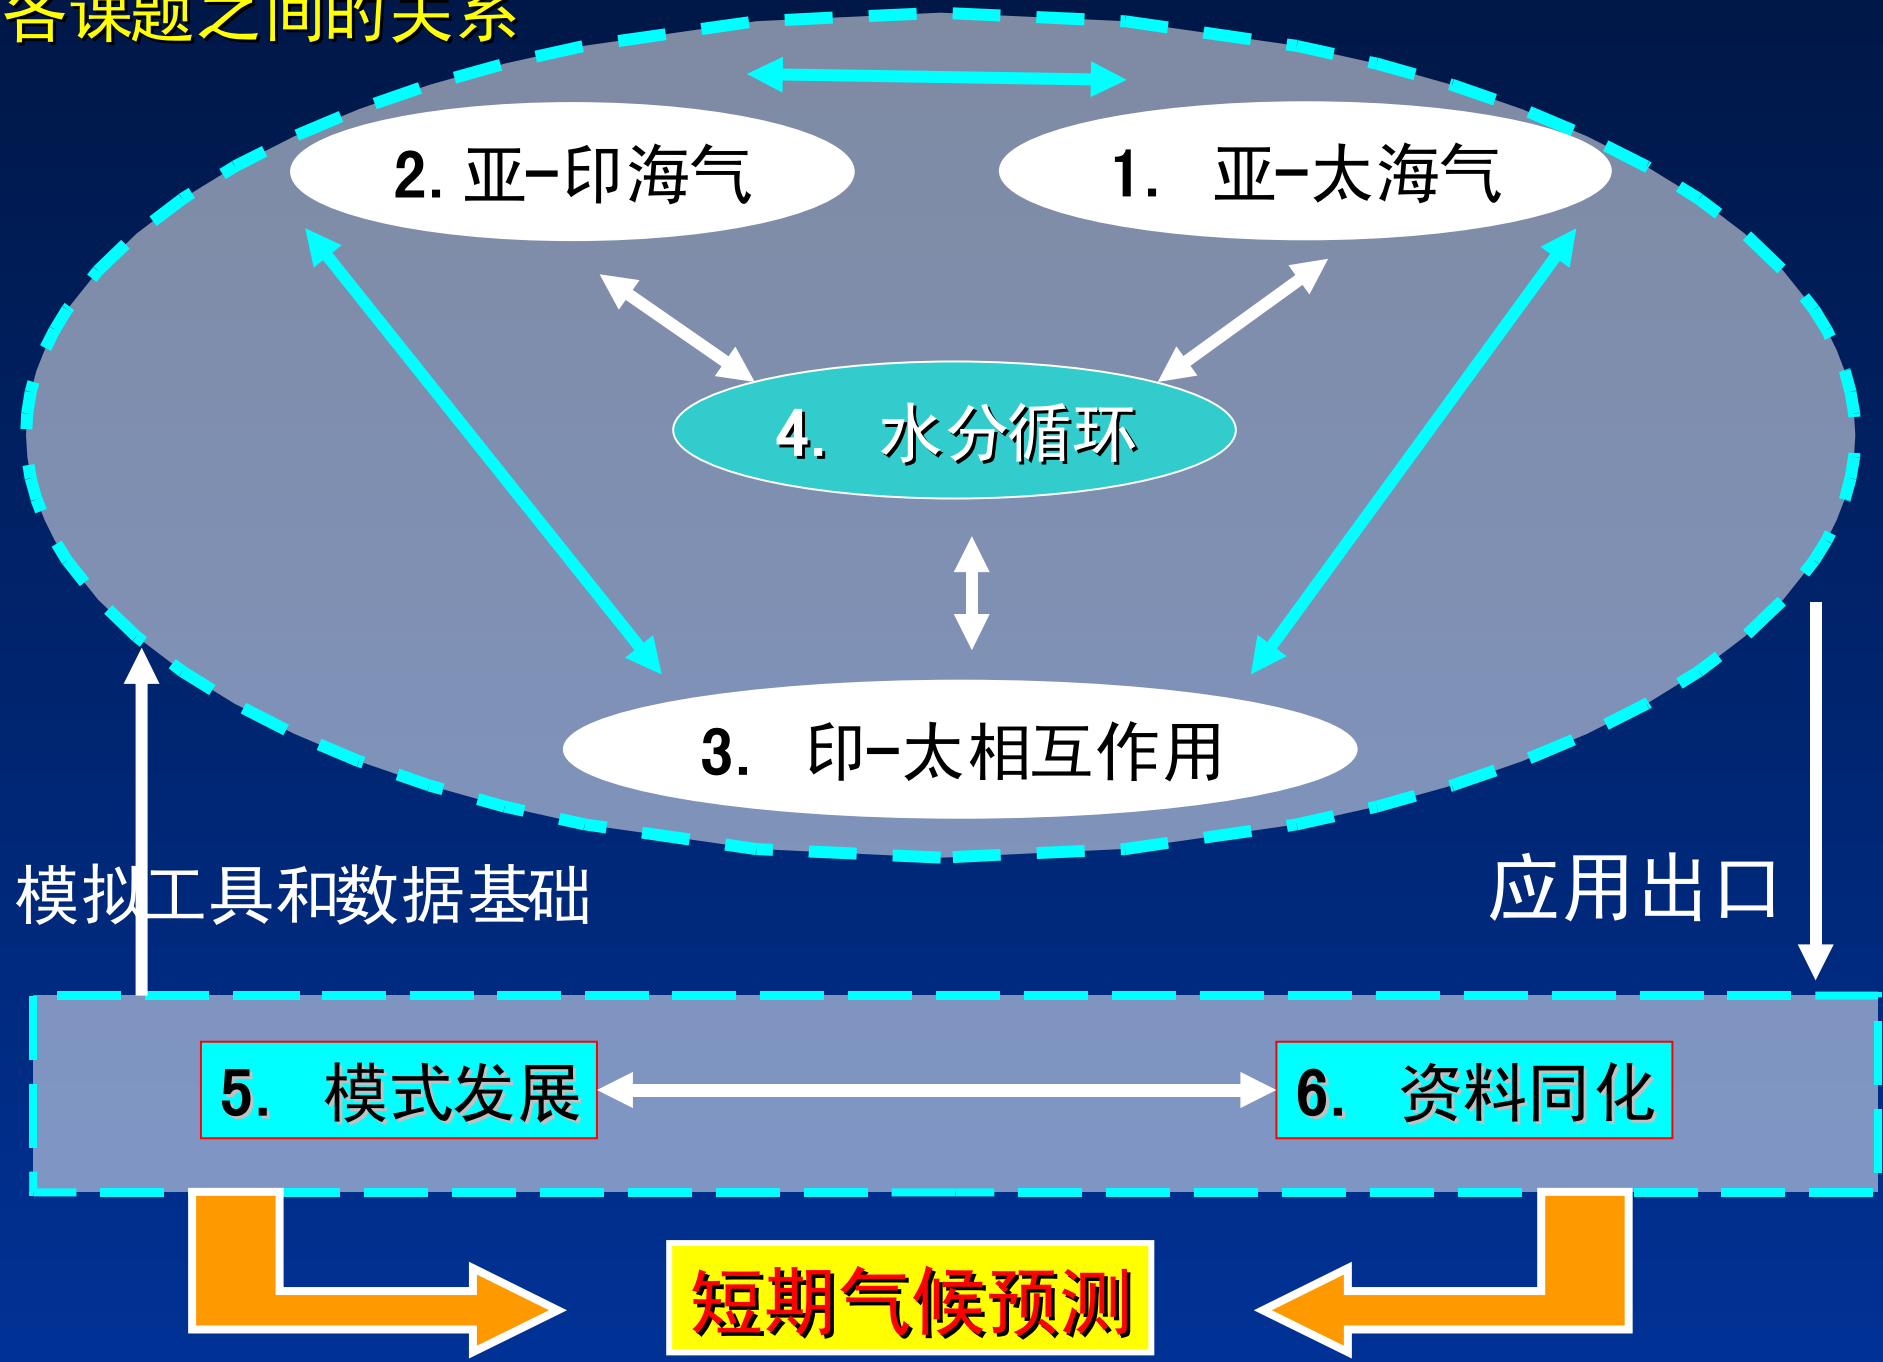 各课题之间的关系
2. 亚-印海气
1. 亚-太海气
4. 水分循环
3. 印-太相互作用
模拟工具和数据基础
应用出口
5. 模式发展
6. 资料同化
短期气候预测